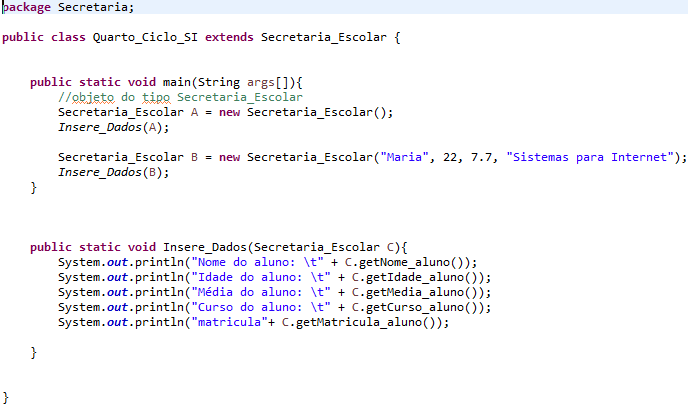 package Secretaria;
public class Quarto_Ciclo_SI extends Secretaria_Escolar {
public static void main(String args[]){
//objeto do tipo Secretaria_Escolar
Secretaria_Escolar A = new Secretaria_Escolar();
Insere_Dados(A);
Secretaria_Escolar B = new Secretaria_Escolar("Maria", 22, 7.7, "Sistemas para Internet");
Insere_Dados(B);
}
public static void Insere_Dados(Secretaria_Escolar C){
System.out.println("Nome do aluno: \t" + C.getNome_aluno());
System.out.println("Idade do aluno: \t" + C.getIdade_aluno());
System.out.println("Média do aluno: \t" + C.getMedia_aluno());
System.out.println("Curso do aluno: \t" + C.getCurso_aluno());
System.out.println("matricula"+ C.getMatricula_aluno());
}
}